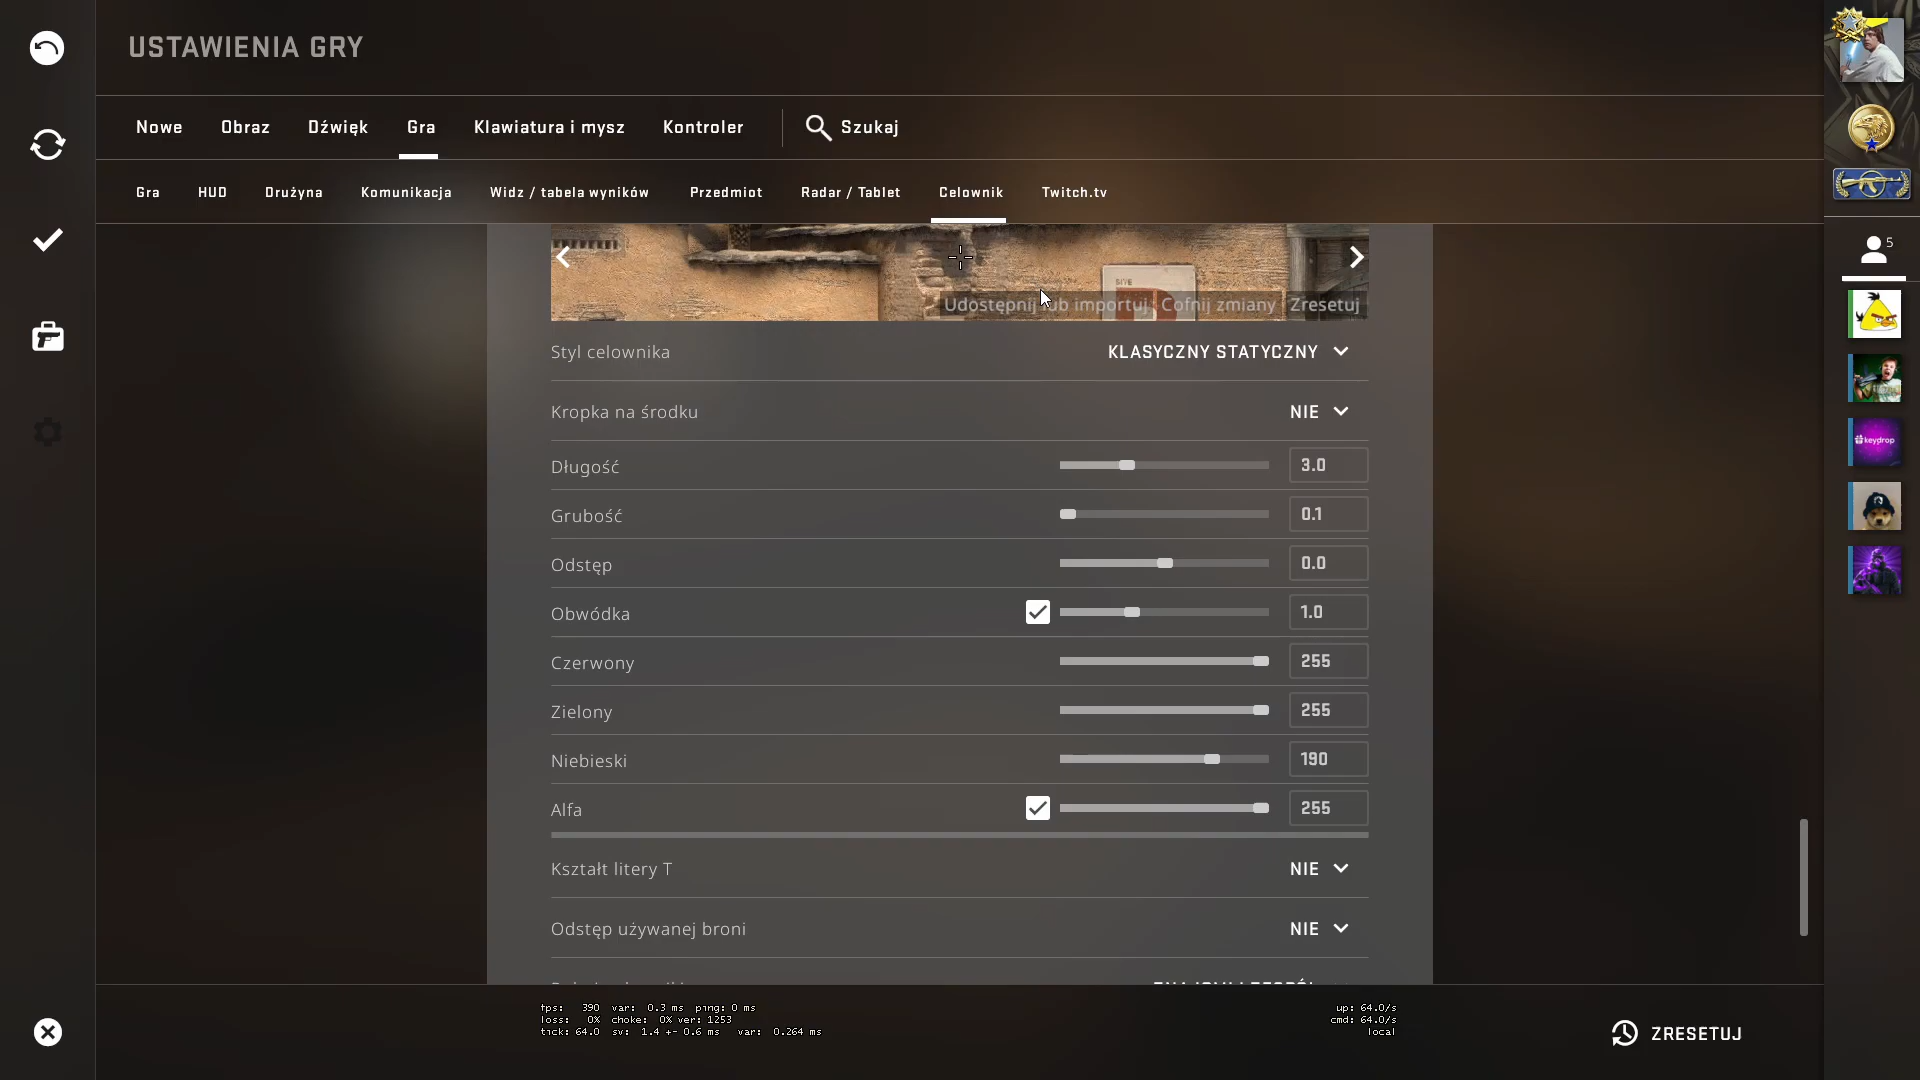 USTAWIENIA GRY
Nowe Obraz Dźwięk Gra Klawiatura i mysz Kontroler Szukaj
Gra HUD Drużyna Komunikacja Widz / tabela wyników Przedmiot Radar / Tablet Celownik Twitch.tv
5
Udostępnij lub importuj Cofnij zmiany Zresetuj
Styl celownika KLASYCZNY STATYCZNY
Kropka na środku NIE
Długość 3.0
Grubość 0.1
Odstęp 0.0
Obwódka 1.0
Czerwony 255
Zielony 255
Niebieski 190
Alfa 255
Kształt litery T NIE
Odstęp używanej broni NIE
keydrop
fps: 390 var: 0.3 ms ping: 0 ms
loss: 0% choke: 0% ver: 1253
tick: 64.0 sv: 1.4 +- 0.6 ms var: 0.264 ms
up: 64.0/s
cmd: 64.0/s
local
ZRESETUJ